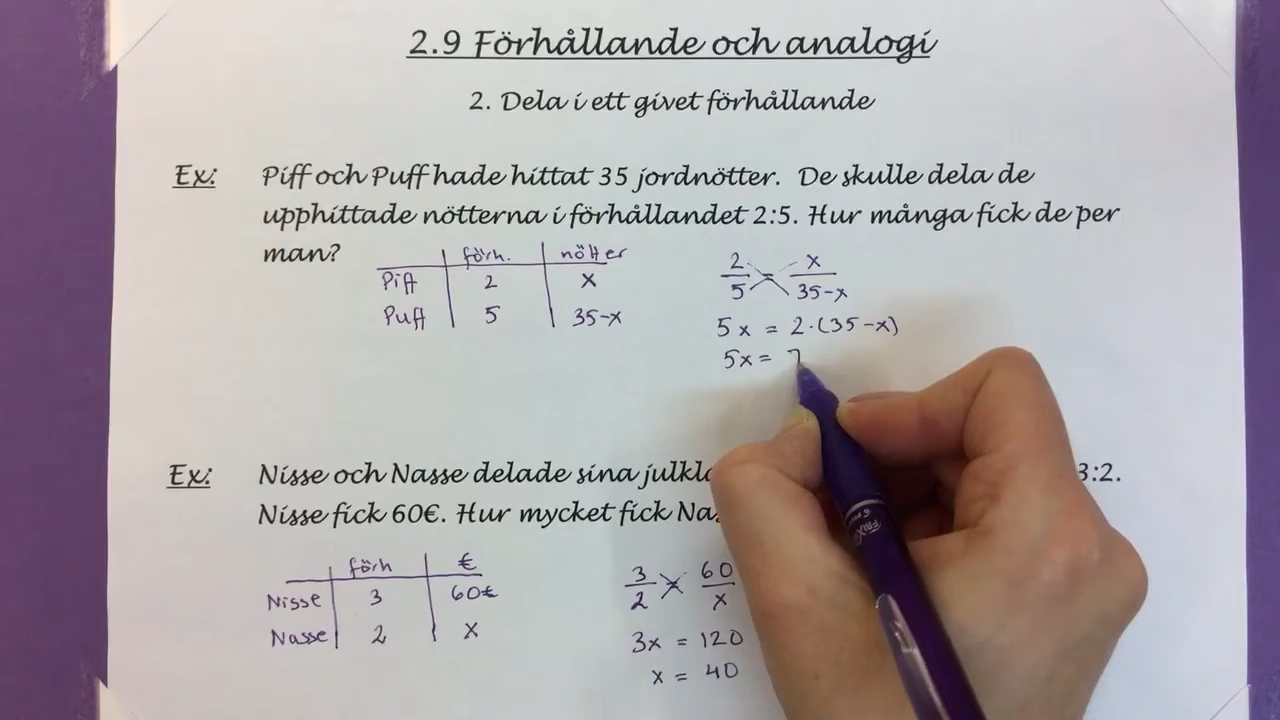 2.9 Förhållande och analogi
2. Dela i ett givet förhållande
Ex: Piff och Puff hade hittat 35 jordnötter. De skulle dela de
upphittade nötterna i förhållandet 2:5. Hur många fick de per
man?
förh. nötter
Piff 2 x
Puff 5 35-x
2/5 = x/(35-x)
5x = 2·(35-x)
5x = 7
Ex: Nisse och Nasse delade sina 3:2.
Nisse fick 60€. Hur mycket fick
förh €
Nisse 3 60€
Nasse 2 x
3/2 = 60/x
3x = 120
x = 40